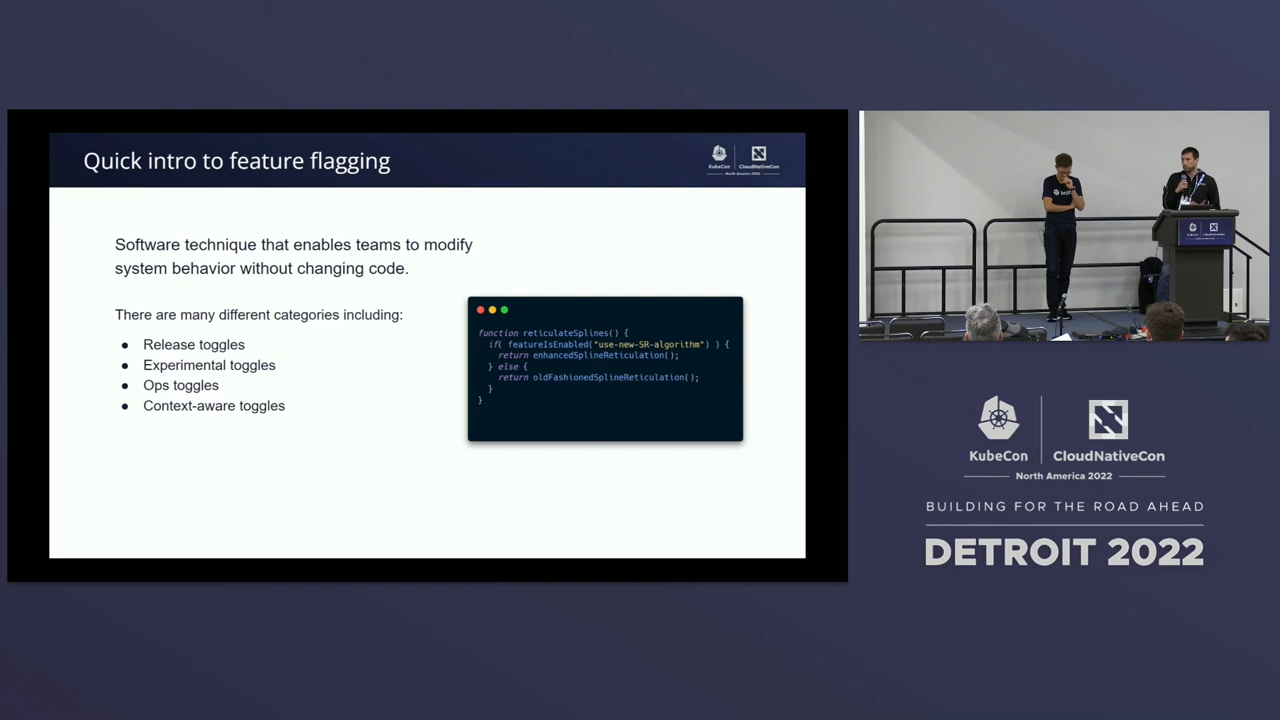 Quick intro to feature flagging
KubeCon
CloudNativeCon
North America 2022
Software technique that enables teams to modify
system behavior without changing code.
There are many different categories including:
● Release toggles
● Experimental toggles
● Ops toggles
● Context-aware toggles
function reticulateSplines() {
if( featureIsEnabled("use-new-SR-algorithm") ) {
return enhancedSplineReticulation();
} else {
return oldFashionedSplineReticulation();
}
}
KubeCon
CloudNativeCon
North America 2022
BUILDING FOR THE ROAD AHEAD
DETROIT 2022